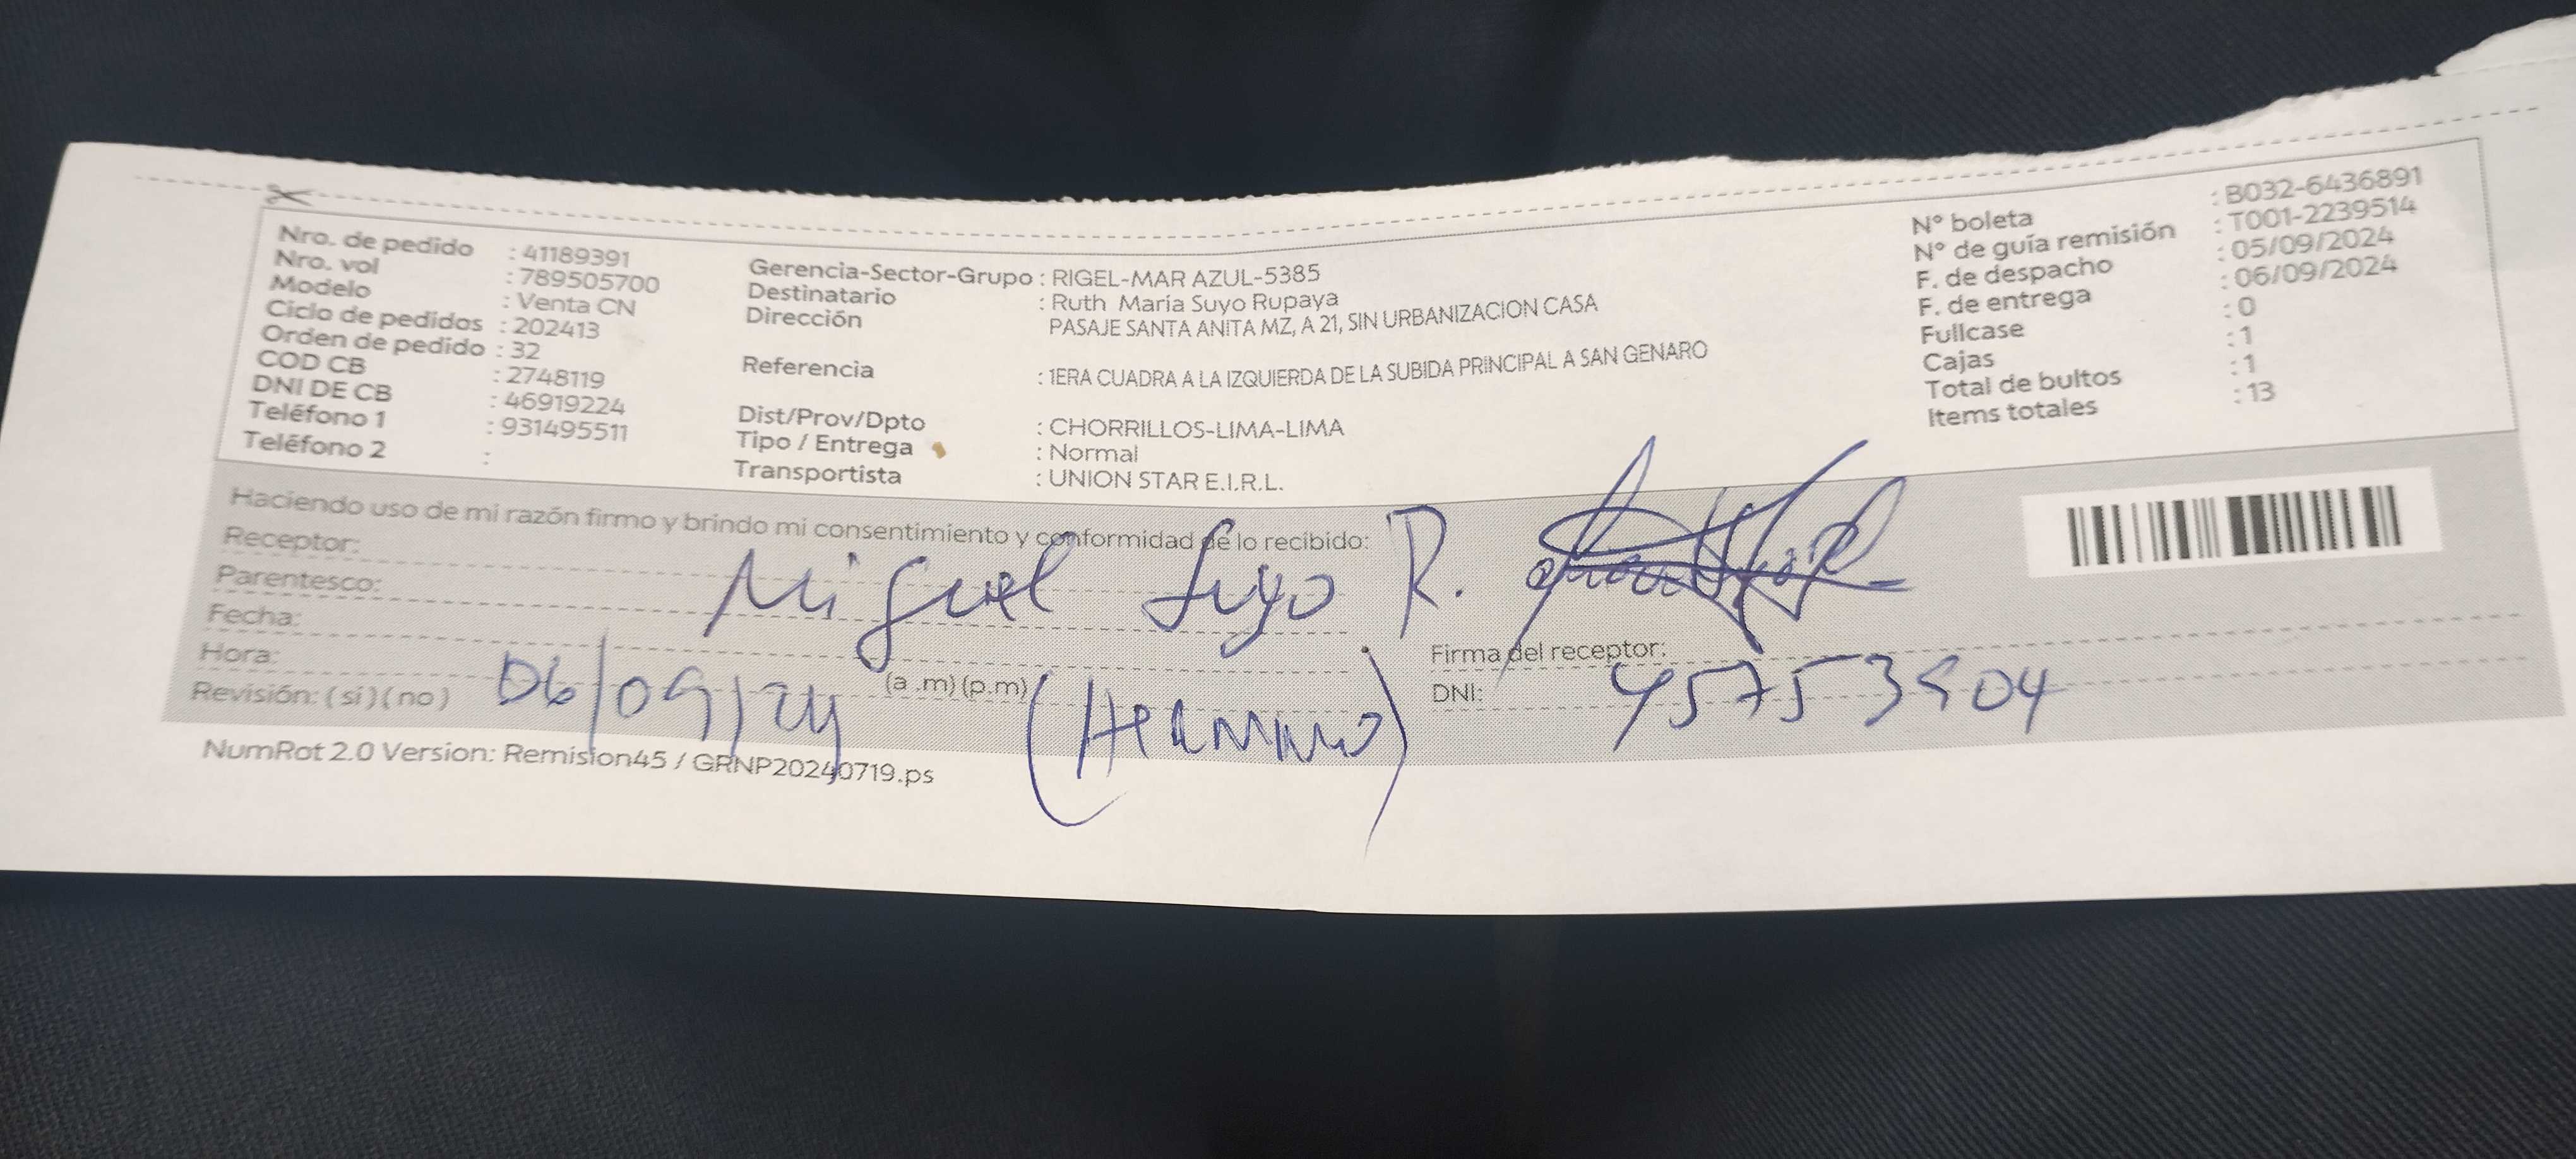 Nro. de pedido : 41189391
Nro. vol : 789505700
Modelo : Venta CN
Ciclo de pedidos : 202413
Orden de pedido : 32
COD CB : 2748119
DNI DE CB : 46919224
Teléfono 1 : 931495511
Teléfono 2 :
Gerencia-Sector-Grupo : RIGEL-MAR AZUL-5385
Destinatario : Ruth María Suyo Rupaya
Dirección PASAJE SANTA ANITA MZ, A 21, SIN URBANIZACION CASA
Referencia : 1ERA CUADRA A LA IZQUIERDA DE LA SUBIDA PRINCIPAL A SAN GENARO
Dist/Prov/Dpto : CHORRILLOS-LIMA-LIMA
Tipo / Entrega : Normal
Transportista : UNION STAR E.I.R.L.
N° boleta : B032-6436891
N° de guía remisión : T001-2239514
F. de despacho : 05/09/2024
F. de entrega : 06/09/2024
Fullcase : 0
Cajas : 1
Total de bultos : 1
Items totales : 13
Haciendo uso de mi razón firmo y brindo mi consentimiento y conformidad de lo recibido:
Receptor: Miguel Suyo R.
Parentesco:
Fecha:
Hora: (a .m) (p.m)
Revisión: ( si ) ( no ) 06/09/24
(Hermano)
Firma del receptor:
DNI: 45753904
NumRot 2.0 Version: Remision45 / GRNP20240719.ps